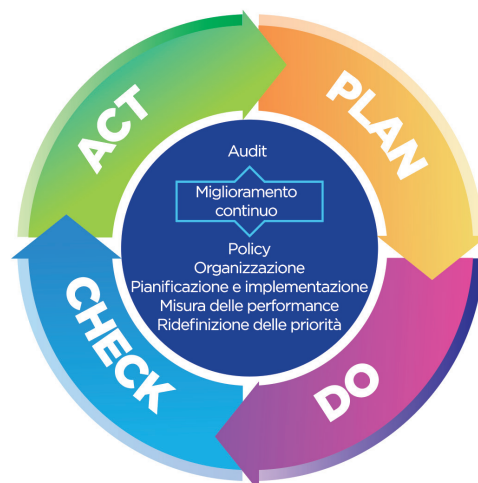 ACT
PLAN
Audit
Miglioramento
continuo
Policy
Organizzazione
Pianificazione e implementazione
Misura delle performance
Ridefinizione delle priorità
CHECK
DO